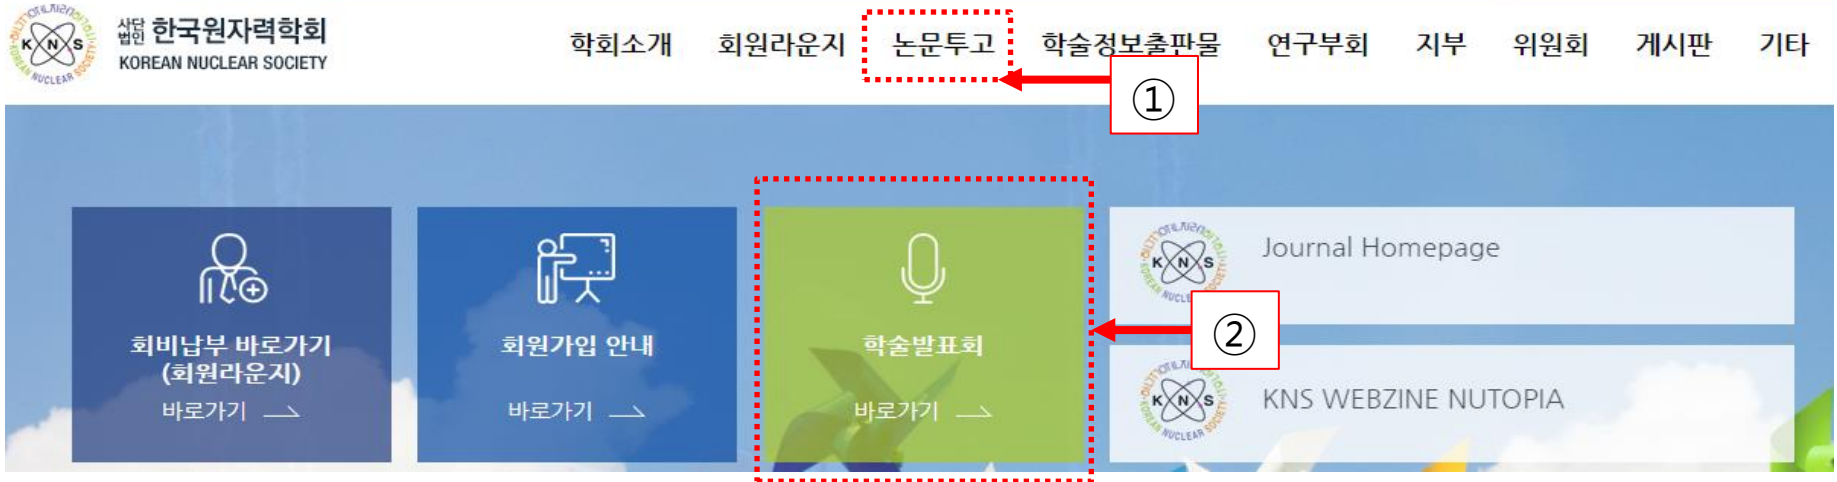 사단법인 한국원자력학회
KOREAN NUCLEAR SOCIETY
학회소개 회원라운지 논문투고 학술정보출판물 연구부회 지부 위원회 게시판 기타
①
회비납부 바로가기
(회원라운지)
바로가기
회원가입 안내
바로가기
학술발표회
바로가기
②
KNS
Journal Homepage
KNS
KNS WEBZINE NUTOPIA